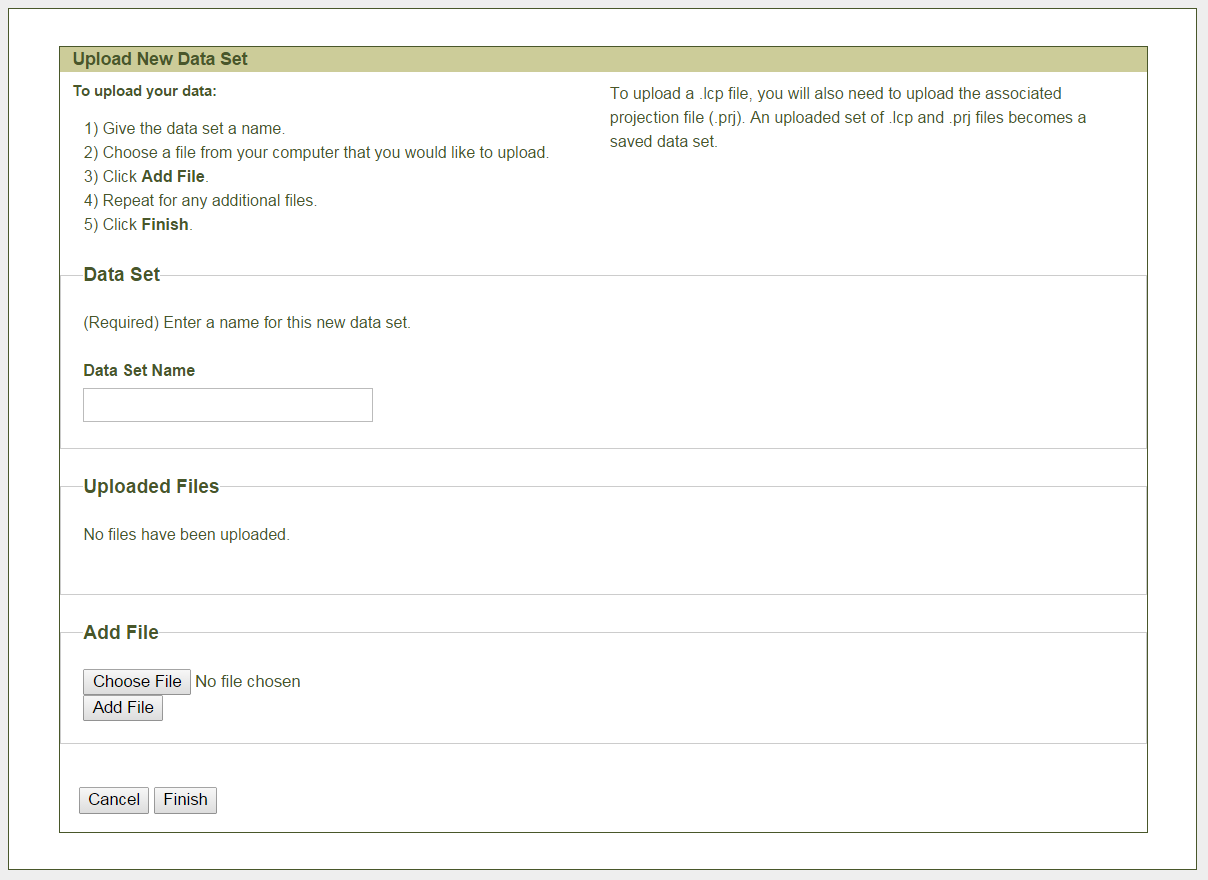 Upload New Data Set
To upload your data:
1) Give the data set a name.
2) Choose a file from your computer that you would like to upload.
3) Click Add File.
4) Repeat for any additional files.
5) Click Finish.
To upload a .lcp file, you will also need to upload the associated
projection file (.prj). An uploaded set of .lcp and .prj files becomes a
saved data set.
Data Set
(Required) Enter a name for this new data set.
Data Set Name
Uploaded Files
No files have been uploaded.
Add File
Choose File No file chosen
Add File
Cancel Finish